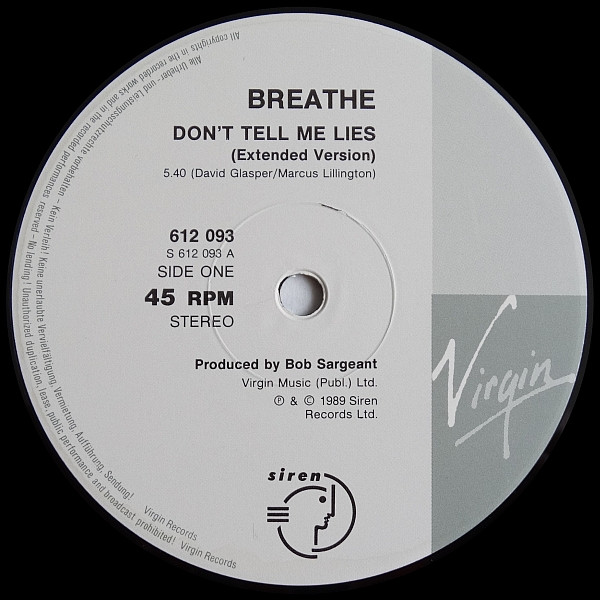 BREATHE
DON'T TELL ME LIES
(Extended Version)
5.40 (David Glasper/Marcus Lillington)
612 093
S 612 093 A
SIDE ONE
45 RPM
STEREO
Produced by Bob Sargeant
Virgin Music (Publ.) Ltd.
℗ & © 1989 Siren
Records Ltd.
siren
Virgin
Alle Urheber- und Leistungsschutzrechte vorbehalten – Kein Verleih! Keine unerlaubte Vervielfältigung, Vermietung, Aufführung, Sendung! Virgin Records
All copyrights in the recorded works and in the recorded performances reserved – No lending! Unauthorized duplication, lease, public performance and broadcast prohibited! Virgin Records